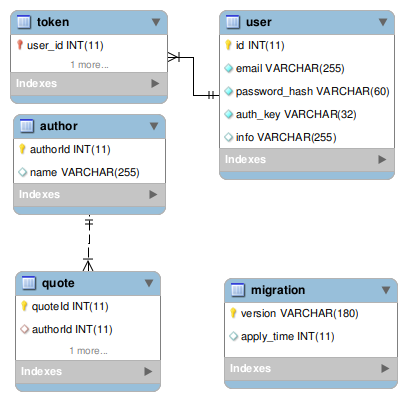 token
user_id INT(11)
1 more...
Indexes
user
id INT(11)
email VARCHAR(255)
password_hash VARCHAR(60)
auth_key VARCHAR(32)
info VARCHAR(255)
Indexes
author
authorId INT(11)
name VARCHAR(255)
Indexes
quote
quoteId INT(11)
authorId INT(11)
1 more...
Indexes
migration
version VARCHAR(180)
apply_time INT(11)
Indexes